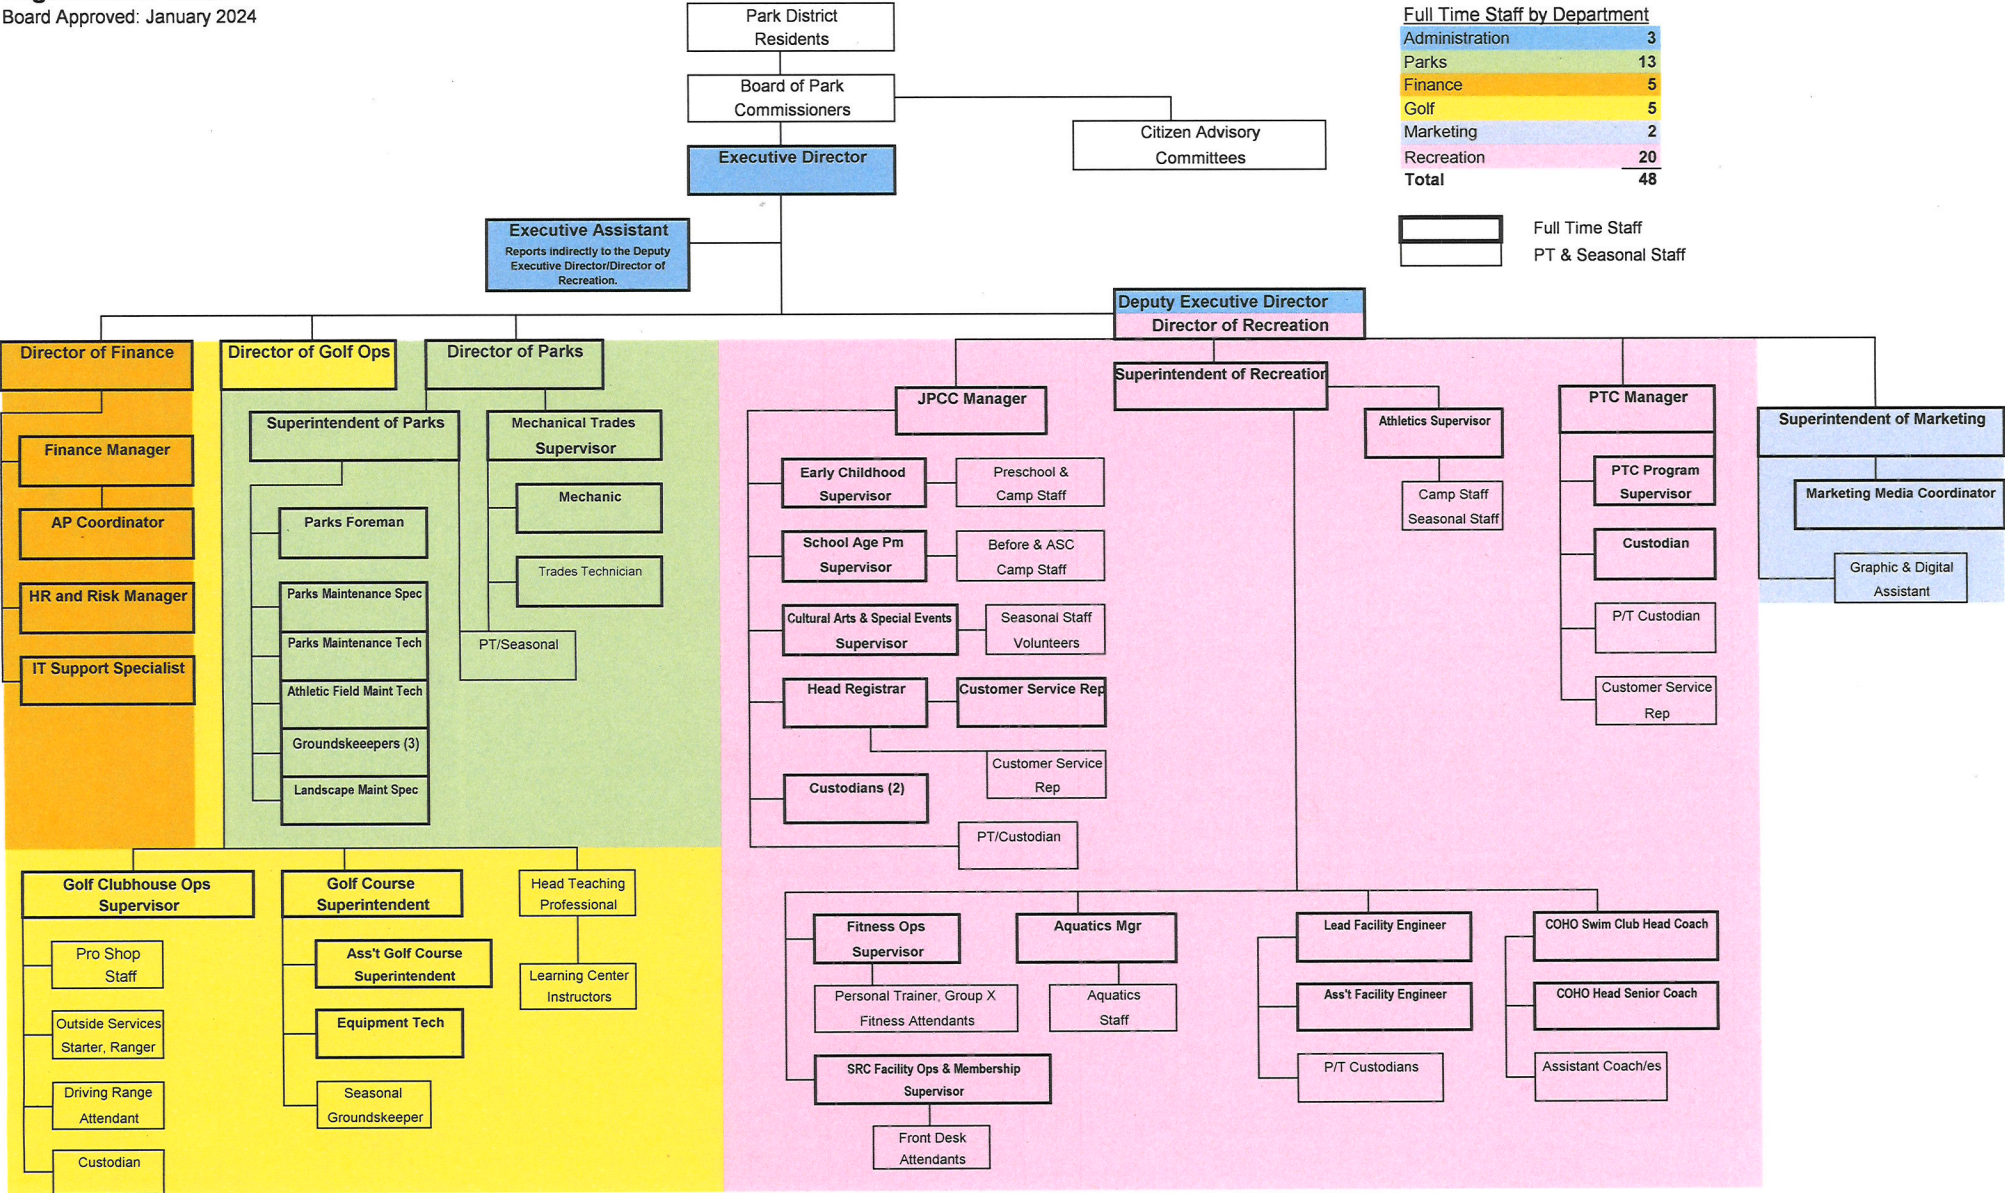 Board Approved: January 2024
Park District
Residents
Board of Park
Commissioners
Citizen Advisory
Committees
Executive Director
Full Time Staff by Department
Administration 3
Parks 13
Finance 5
Golf 5
Marketing 2
Recreation 20
Total 48
Full Time Staff
PT & Seasonal Staff
Executive Assistant
Reports indirectly to the Deputy
Executive Director/Director of
Recreation.
Deputy Executive Director
Director of Recreation
Director of Finance
Finance Manager
AP Coordinator
HR and Risk Manager
IT Support Specialist
Director of Golf Ops
Director of Parks
Superintendent of Parks
Parks Foreman
Parks Maintenance Spec
Parks Maintenance Tech
Athletic Field Maint Tech
Groundskeeepers (3)
Landscape Maint Spec
Mechanical Trades
Supervisor
Mechanic
Trades Technician
PT/Seasonal
Golf Clubhouse Ops
Supervisor
Pro Shop
Staff
Outside Services
Starter, Ranger
Driving Range
Attendant
Custodian
Golf Course
Superintendent
Ass't Golf Course
Superintendent
Equipment Tech
Seasonal
Groundskeeper
Head Teaching
Professional
Learning Center
Instructors
JPCC Manager
Early Childhood
Supervisor
Preschool &
Camp Staff
School Age Pm
Supervisor
Before & ASC
Camp Staff
Cultural Arts & Special Events
Supervisor
Seasonal Staff
Volunteers
Head Registrar
Customer Service Rep
Customer Service
Rep
Custodians (2)
PT/Custodian
Superintendent of Recreation
Athletics Supervisor
Camp Staff
Seasonal Staff
Fitness Ops
Supervisor
Personal Trainer, Group X
Fitness Attendants
SRC Facility Ops & Membership
Supervisor
Front Desk
Attendants
Aquatics Mgr
Aquatics
Staff
Lead Facility Engineer
Ass't Facility Engineer
P/T Custodians
COHO Swim Club Head Coach
COHO Head Senior Coach
Assistant Coach/es
PTC Manager
PTC Program
Supervisor
Custodian
P/T Custodian
Customer Service
Rep
Superintendent of Marketing
Marketing Media Coordinator
Graphic & Digital
Assistant